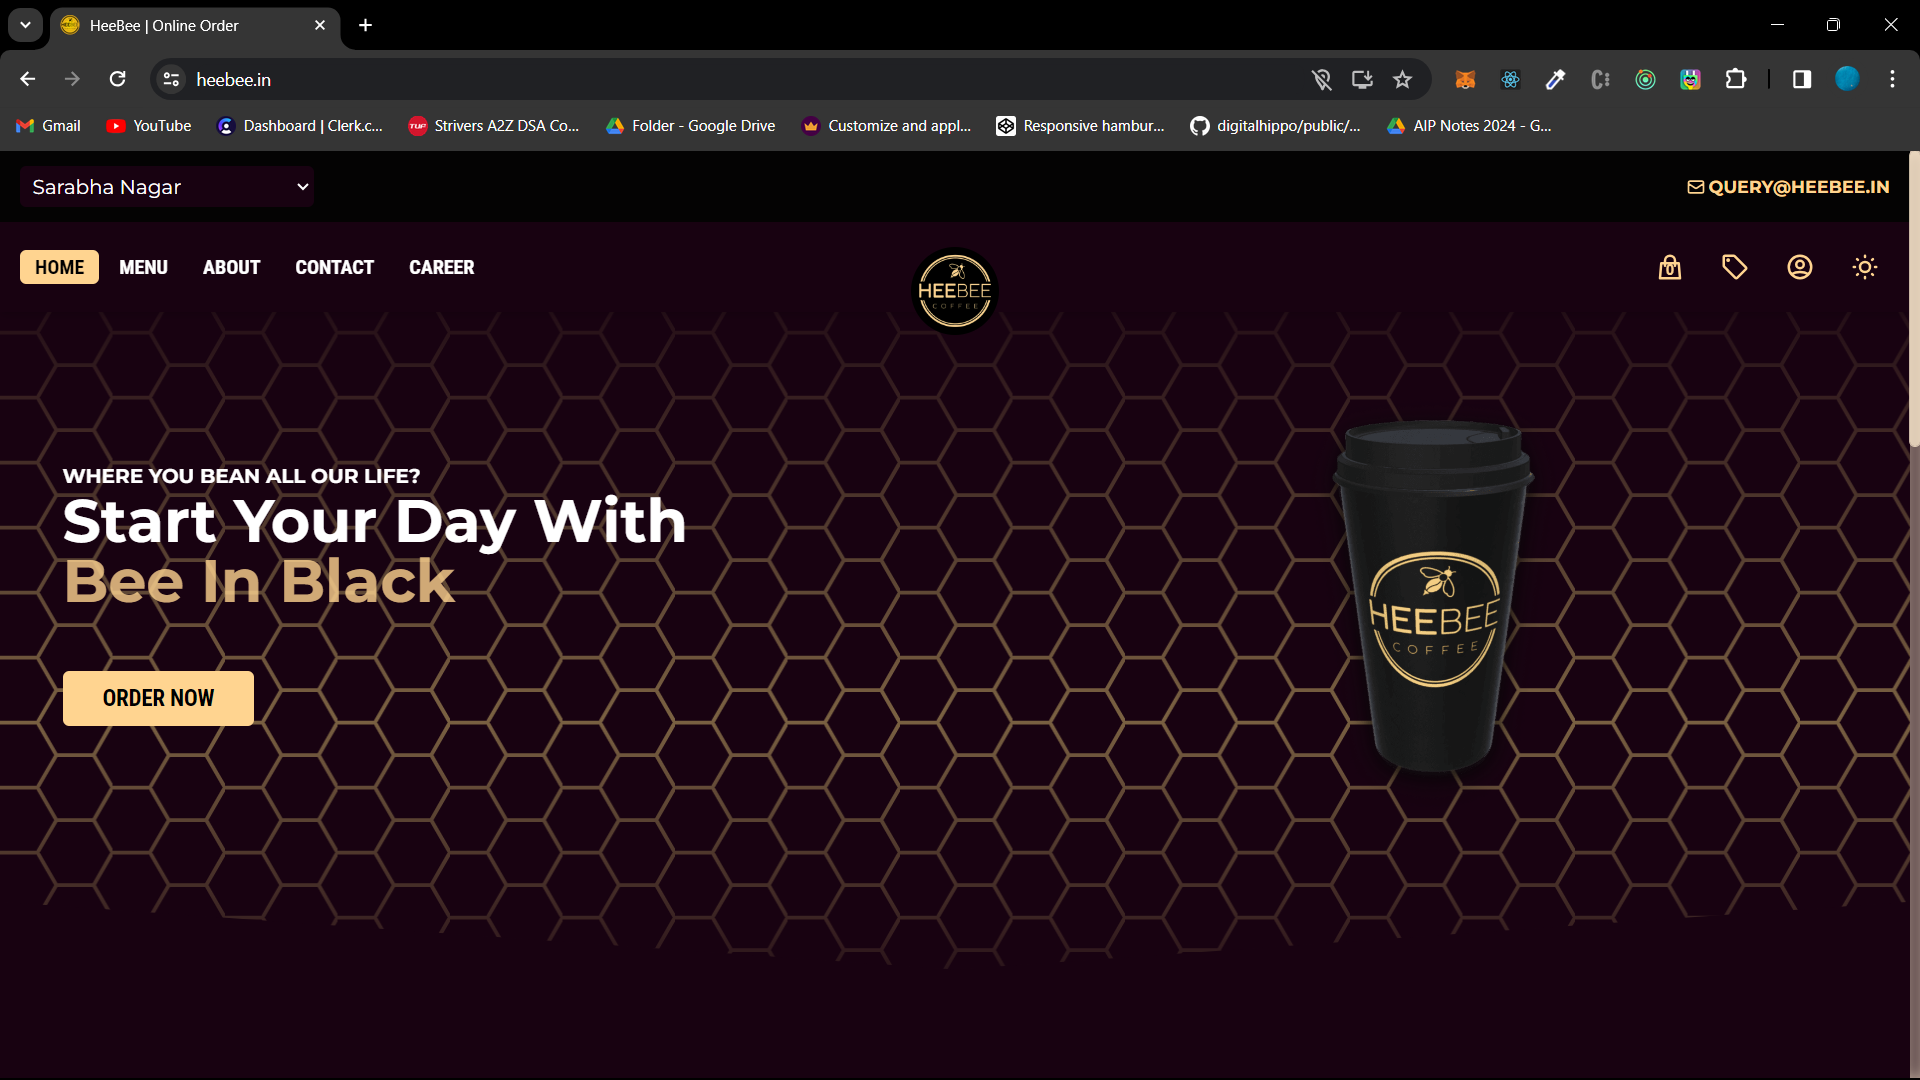 HeeBee | Online Order
heebee.in
Gmail
YouTube
Dashboard | Clerk.c...
Strivers A2Z DSA Co...
Folder - Google Drive
Customize and appl...
Responsive hambur...
digitalhippo/public/...
AIP Notes 2024 - G...
Sarabha Nagar
QUERY@HEEBEE.IN
HOME
MENU
ABOUT
CONTACT
CAREER
HEEBEE
COFFEE
0
WHERE YOU BEAN ALL OUR LIFE?
Start Your Day With
Bee In Black
ORDER NOW
HEEBEE
COFFEE